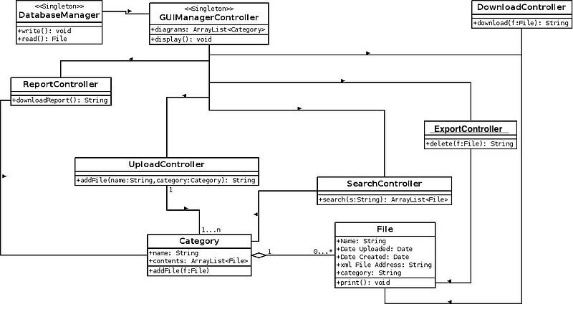 <<Singleton>>
DatabaseManager
+write(): void
+read(): File
<<Singleton>>
GUIManagerController
+diagrams: ArrayList<Category>
+display(): void
DownloadController
+download(f:File): String
ReportController
+downloadReport(): String
ExportController
+delete(f:File): String
UploadController
+addFile(name:String,category:Category): String
1
SearchController
+search(s:String): ArrayList<File>
1...n
Category
+name: String
+contents: ArrayList<File>
+addFile(f:File)
1
0...*
File
+Name: String
+Date Uploaded: Date
+Date Created: Date
+xml File Address: String
+category: String
+print(): void